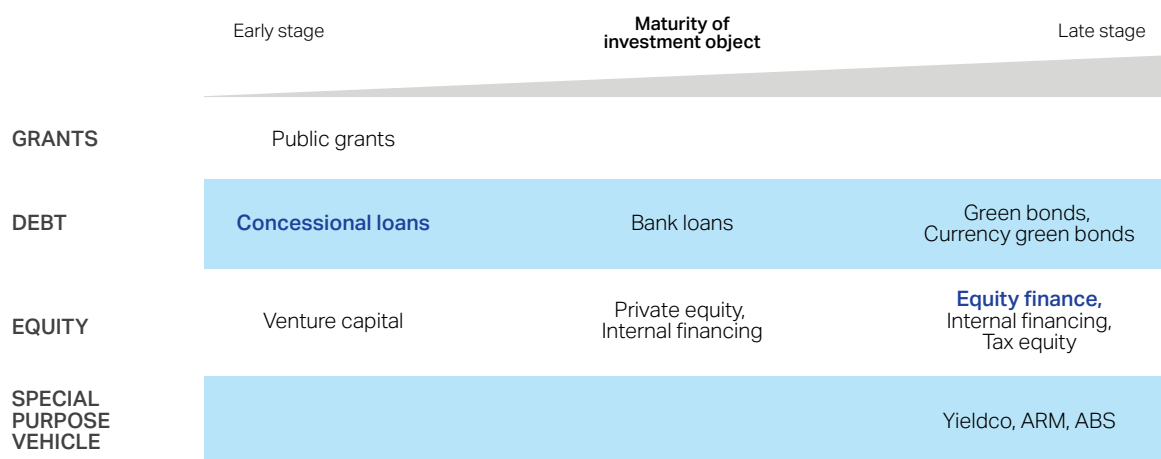 Early stage
Maturity of
investment object
Late stage
GRANTS
Public grants
DEBT
Concessional loans
Bank loans
Green bonds,
Currency green bonds
EQUITY
Venture capital
Private equity,
Internal financing
Equity finance,
Internal financing,
Tax equity
SPECIAL
PURPOSE
VEHICLE
Yieldco, ARM, ABS